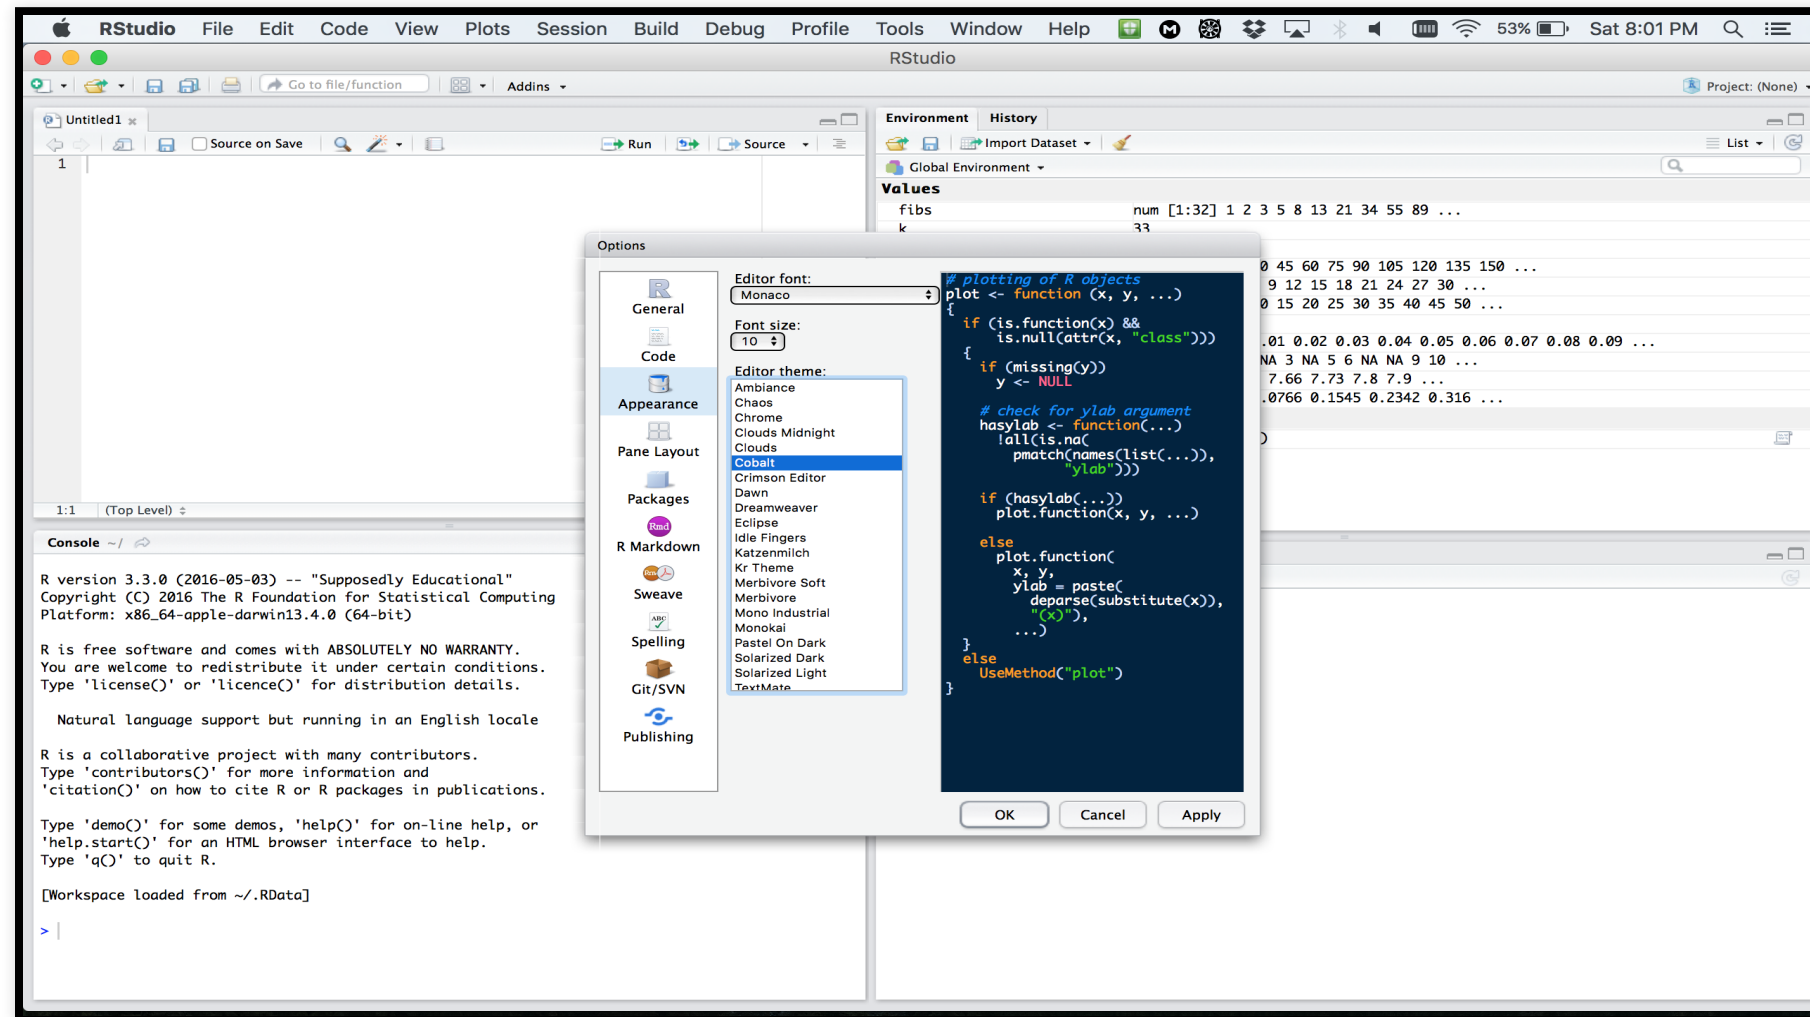 RStudio File Edit Code View Plots Session Build Debug Profile Tools Window Help 53% Sat 8:01 PM
RStudio
Go to file/function Addins Project: (None)
Untitled1
Source on Save Run Source
1
1:1 (Top Level)
Environment History
Import Dataset List
Global Environment
Values
fibs num [1:32] 1 2 3 5 8 13 21 34 55 89 ...
k 33
0 45 60 75 90 105 120 135 150 ...
9 12 15 18 21 24 27 30 ...
0 15 20 25 30 35 40 45 50 ...
.01 0.02 0.03 0.04 0.05 0.06 0.07 0.08 0.09 ...
NA 3 NA 5 6 NA NA 9 10 ...
7.66 7.73 7.8 7.9 ...
.0766 0.1545 0.2342 0.316 ...
)
Console ~/
R version 3.3.0 (2016-05-03) -- "Supposedly Educational"
Copyright (C) 2016 The R Foundation for Statistical Computing
Platform: x86_64-apple-darwin13.4.0 (64-bit)
R is free software and comes with ABSOLUTELY NO WARRANTY.
You are welcome to redistribute it under certain conditions.
Type 'license()' or 'licence()' for distribution details.
Natural language support but running in an English locale
R is a collaborative project with many contributors.
Type 'contributors()' for more information and
'citation()' on how to cite R or R packages in publications.
Type 'demo()' for some demos, 'help()' for on-line help, or
'help.start()' for an HTML browser interface to help.
Type 'q()' to quit R.
[Workspace loaded from ~/.RData]
>
Options
R
General
Code
Appearance
Pane Layout
Packages
Rmd
R Markdown
Sweave
ABC
Spelling
Git/SVN
Publishing
Editor font:
Monaco
Font size:
10
Editor theme:
Ambiance
Chaos
Chrome
Clouds Midnight
Clouds
Cobalt
Crimson Editor
Dawn
Dreamweaver
Eclipse
Idle Fingers
Katzenmilch
Kr Theme
Merbivore Soft
Merbivore
Mono Industrial
Monokai
Pastel On Dark
Solarized Dark
Solarized Light
TextMate
# plotting of R objects
plot <- function (x, y, ...)
{
if (is.function(x) &&
is.null(attr(x, "class")))
{
if (missing(y))
y <- NULL
# check for ylab argument
hasylab <- function(...)
!all(is.na(
pmatch(names(list(...)),
"ylab")))
if (hasylab(...))
plot.function(x, y, ...)
else
plot.function(
x, y,
ylab = paste(
deparse(substitute(x)),
"(x)"),
...)
}
else
UseMethod("plot")
}
OK Cancel Apply